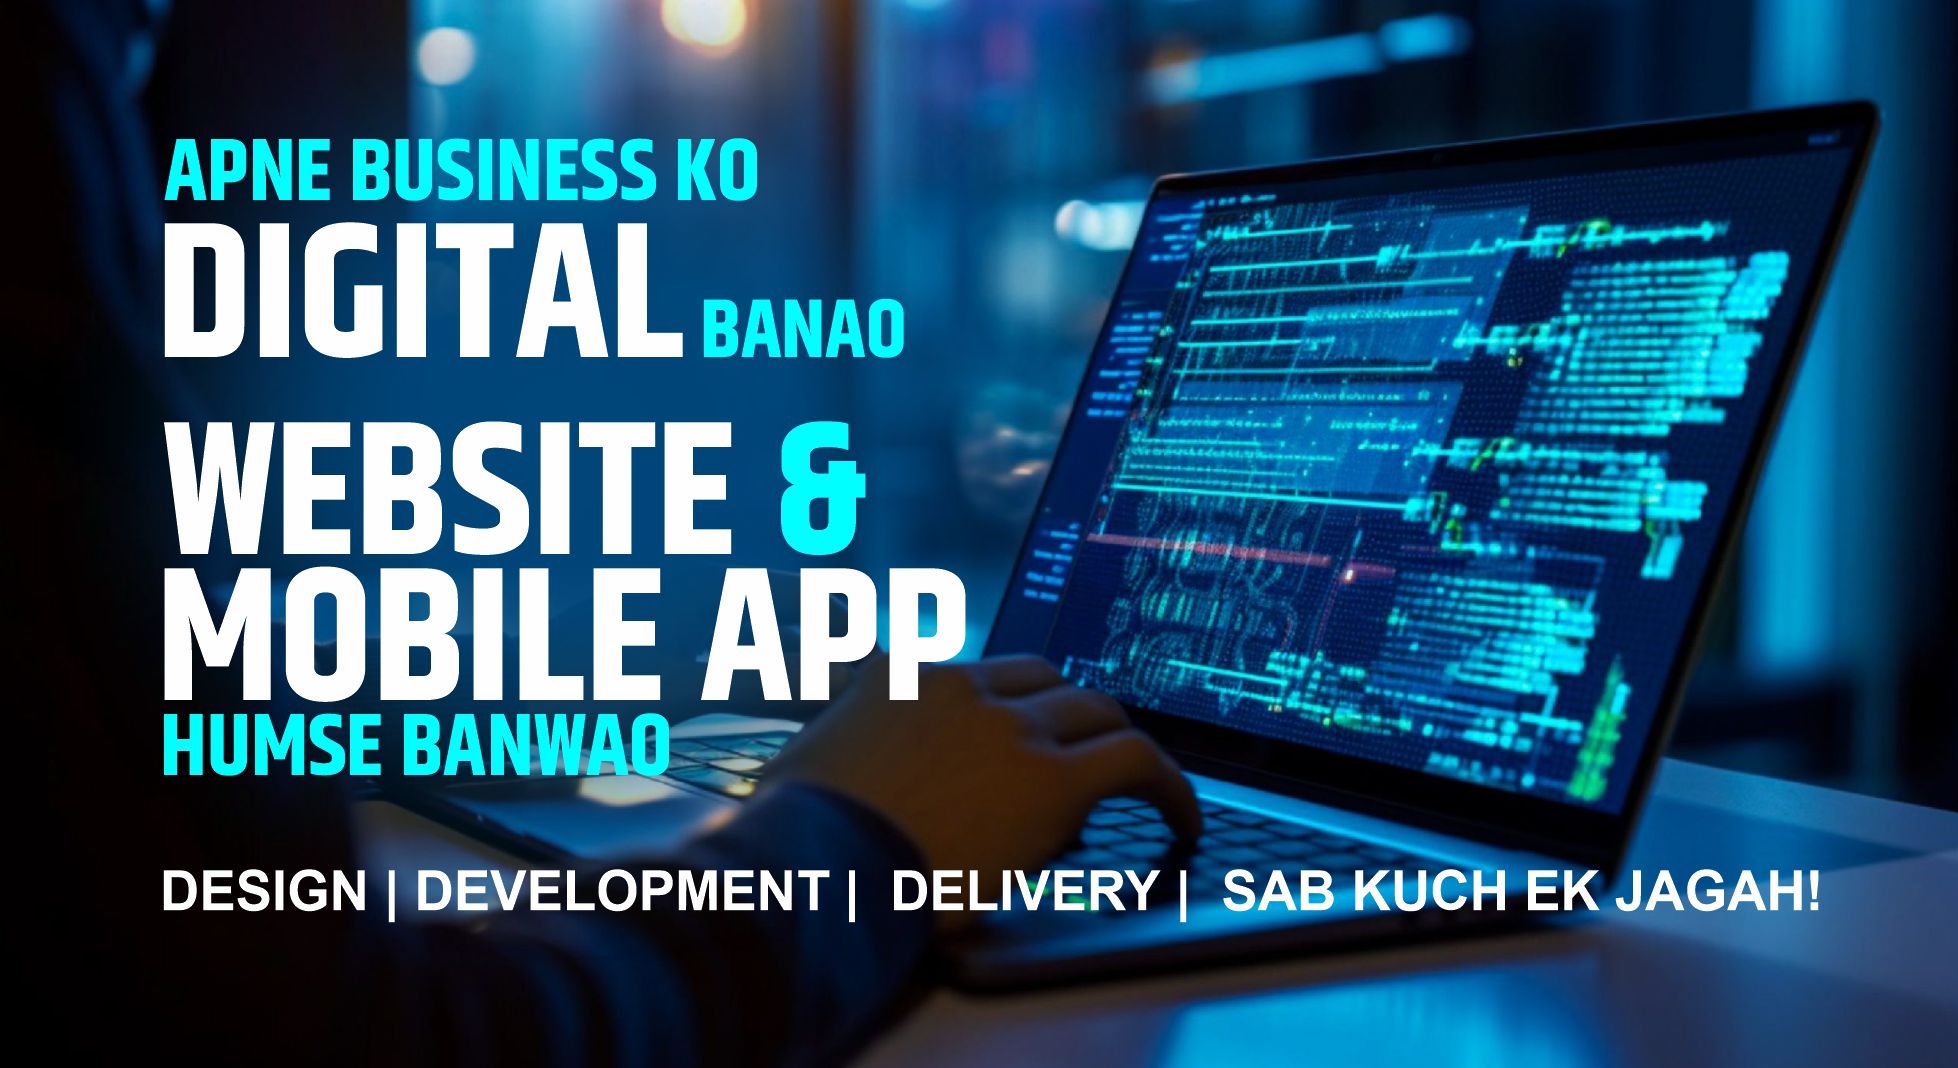 APNE BUSINESS KO
DIGITAL BANAO
WEBSITE &
MOBILE APP
HUMSE BANWAO
DESIGN | DEVELOPMENT | DELIVERY | SAB KUCH EK JAGAH!